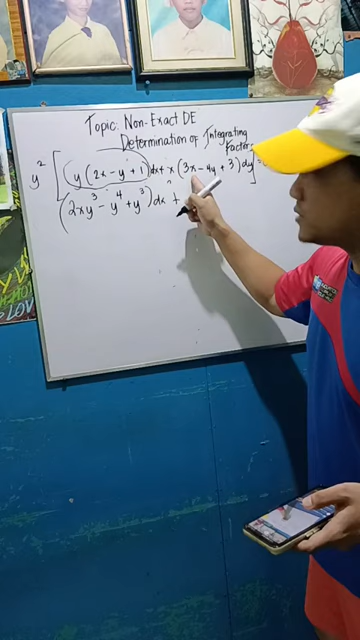 Topic: Non-Exact DE
Determination of Integrating
Factor
y² [(y(2x - y + 1)dx + x(3x - 4y + 3)dy] =
(2xy³ - y⁴ + y³)dx +